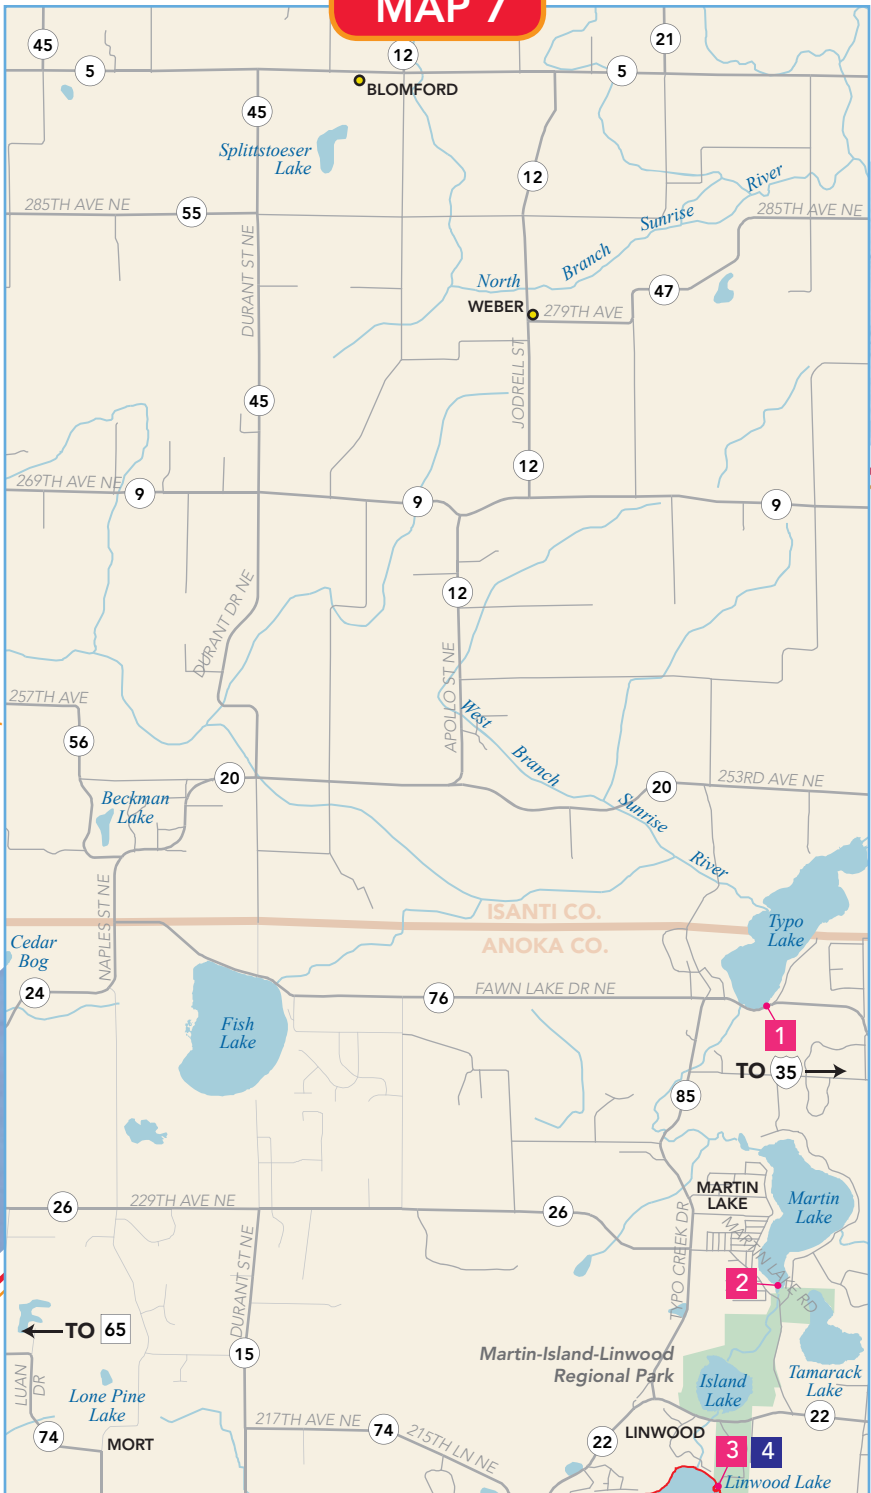 MAP 7
45
12
21
5
5
BLOMFORD
45
Splittstoeser
Lake
12
River
285TH AVE NE
55
Sunrise
285TH AVE NE
DURANT ST NE
Branch
North
47
WEBER
279TH AVE
JODRELL ST
45
12
269TH AVE NE
9
9
9
12
DURANT DR NE
APOLLO ST NE
257TH AVE
West
56
Branch
20
20
253RD AVE NE
Beckman
Lake
Sunrise
River
NAPLES ST NE
ISANTI CO.
ANOKA CO.
Typo
Lake
Cedar
Bog
24
76
FAWN LAKE DR NE
Fish
Lake
1
TO 35
85
MARTIN
LAKE
Martin
Lake
229TH AVE NE
26
26
DURANT ST NE
TYPO CREEK DR
MARTIN LAKE RD
2
TO 65
15
Martin-Island-Linwood
Regional Park
LUAN
DR
Island
Lake
Tamarack
Lake
Lone Pine
Lake
22
217TH AVE NE
74
215TH LN NE
LINWOOD
74
MORT
22
3
4
Linwood Lake